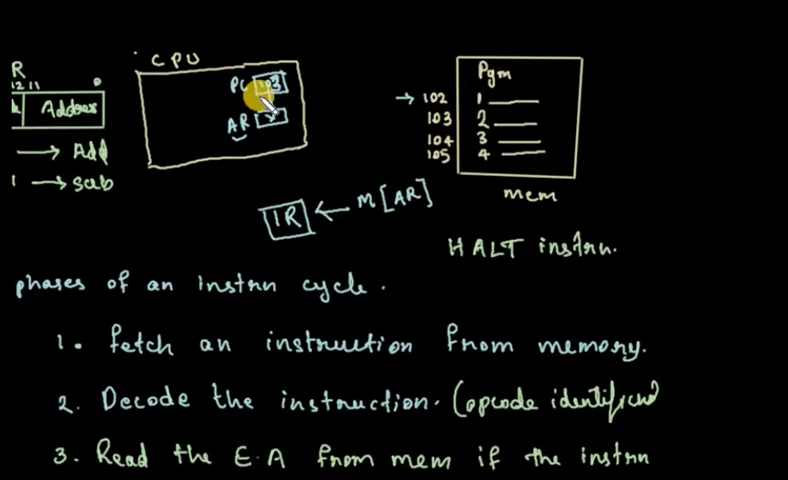 R
CPU
12 11 0
Address
PC 103
AR
Pgm
102 1
103 2
104 3
105 4
→ Add
1 → Sub
mem
IR ← M[AR]
HALT instrn.
phases of an instrn cycle.
1. fetch an instruction from memory.
2. Decode the instruction. (opcode
3. Read the E.A from mem if the instrn